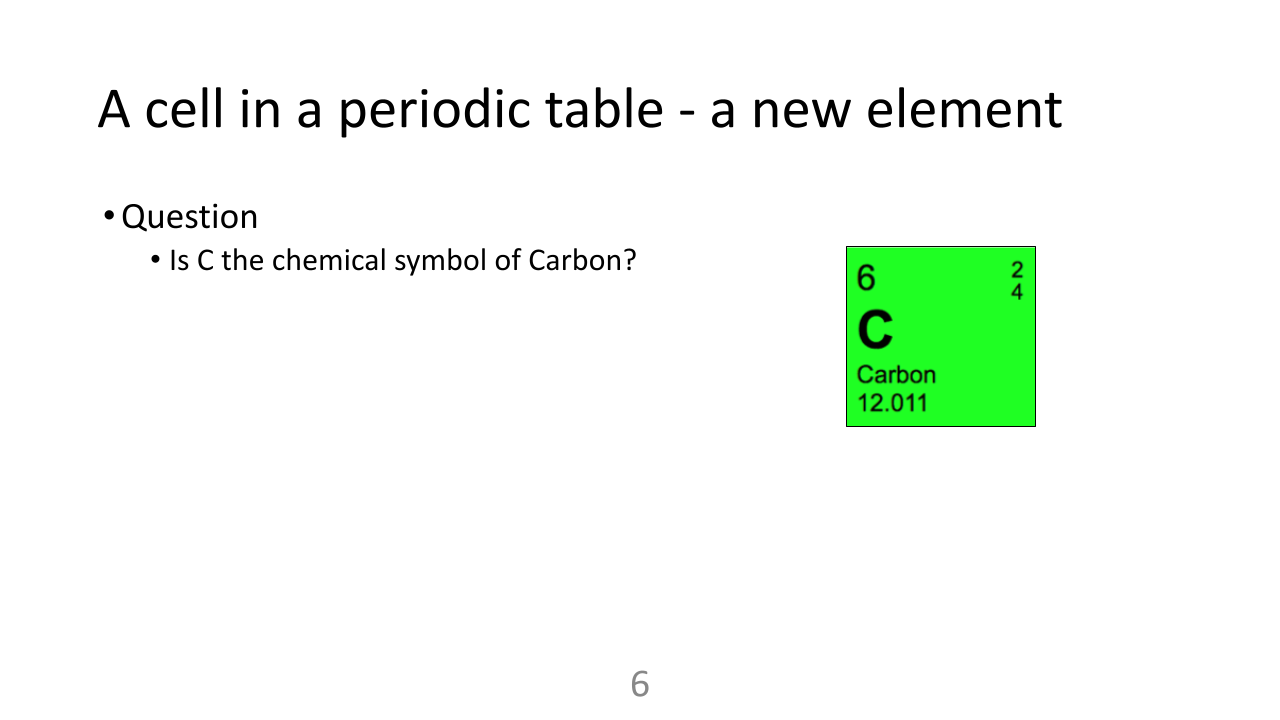 A cell in a periodic table - a new element
• Question
• Is C the chemical symbol of Carbon?
6 2
4
C
Carbon
12.011
6